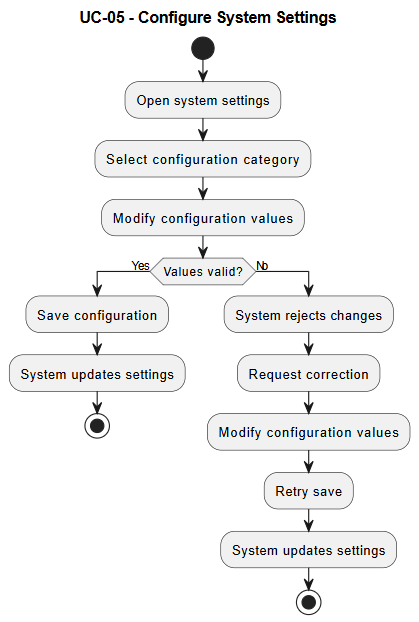 UC-05 - Configure System Settings
Open system settings
Select configuration category
Modify configuration values
Values valid?
Yes
No
Save configuration
System updates settings
System rejects changes
Request correction
Modify configuration values
Retry save
System updates settings